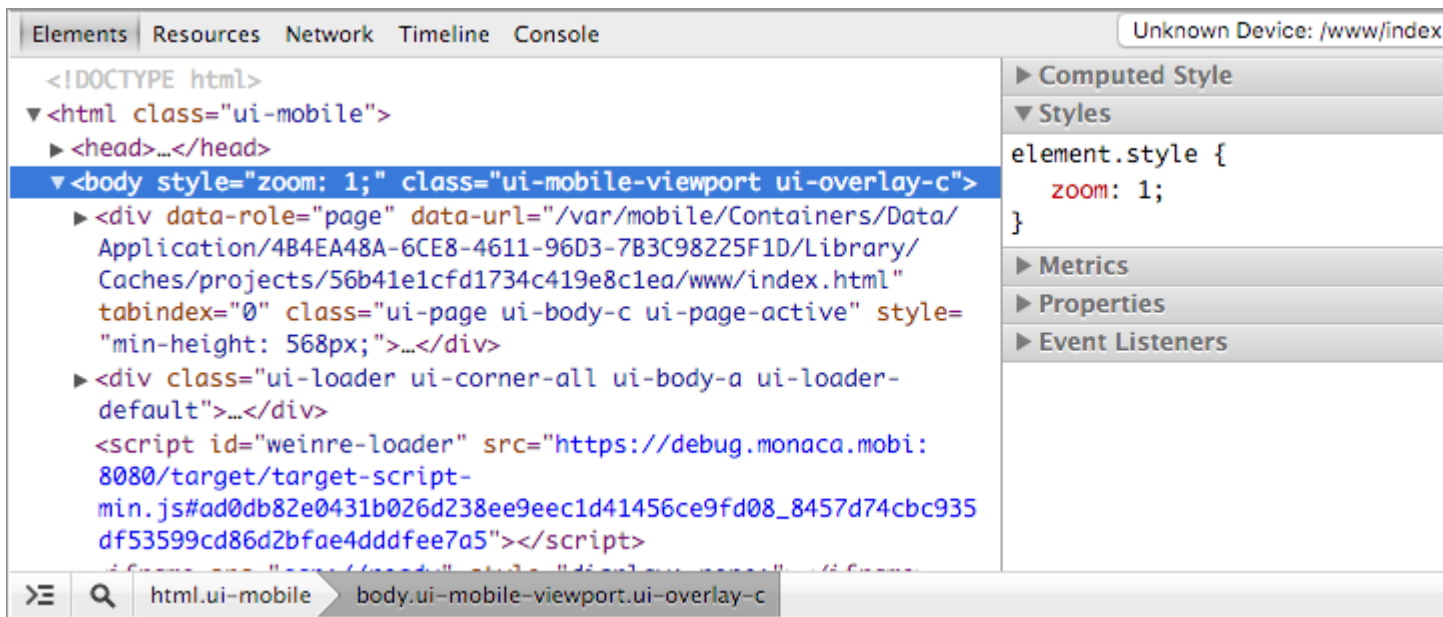 Elements Resources Network Timeline Console
Unknown Device: /www/index
<!DOCTYPE html>
▼<html class="ui-mobile">
▶<head>…</head>
▼<body style="zoom: 1;" class="ui-mobile-viewport ui-overlay-c">
▶<div data-role="page" data-url="/var/mobile/Containers/Data/
Application/4B4EA48A-6CE8-4611-96D3-7B3C98225F1D/Library/
Caches/projects/56b41e1cfd1734c419e8c1ea/www/index.html"
tabindex="0" class="ui-page ui-body-c ui-page-active" style=
"min-height: 568px;">…</div>
▶<div class="ui-loader ui-corner-all ui-body-a ui-loader-
default">…</div>
<script id="weinre-loader" src="https://debug.monaca.mobi:
8080/target/target-script-
min.js#ad0db82e0431b026d238ee9eec1d41456ce9fd08_8457d74cbc935
df53599cd86d2bfae4dddfee7a5"></script>
▶ Computed Style
▼ Styles
element.style {
zoom: 1;
}
▶ Metrics
▶ Properties
▶ Event Listeners
html.ui-mobile body.ui-mobile-viewport.ui-overlay-c